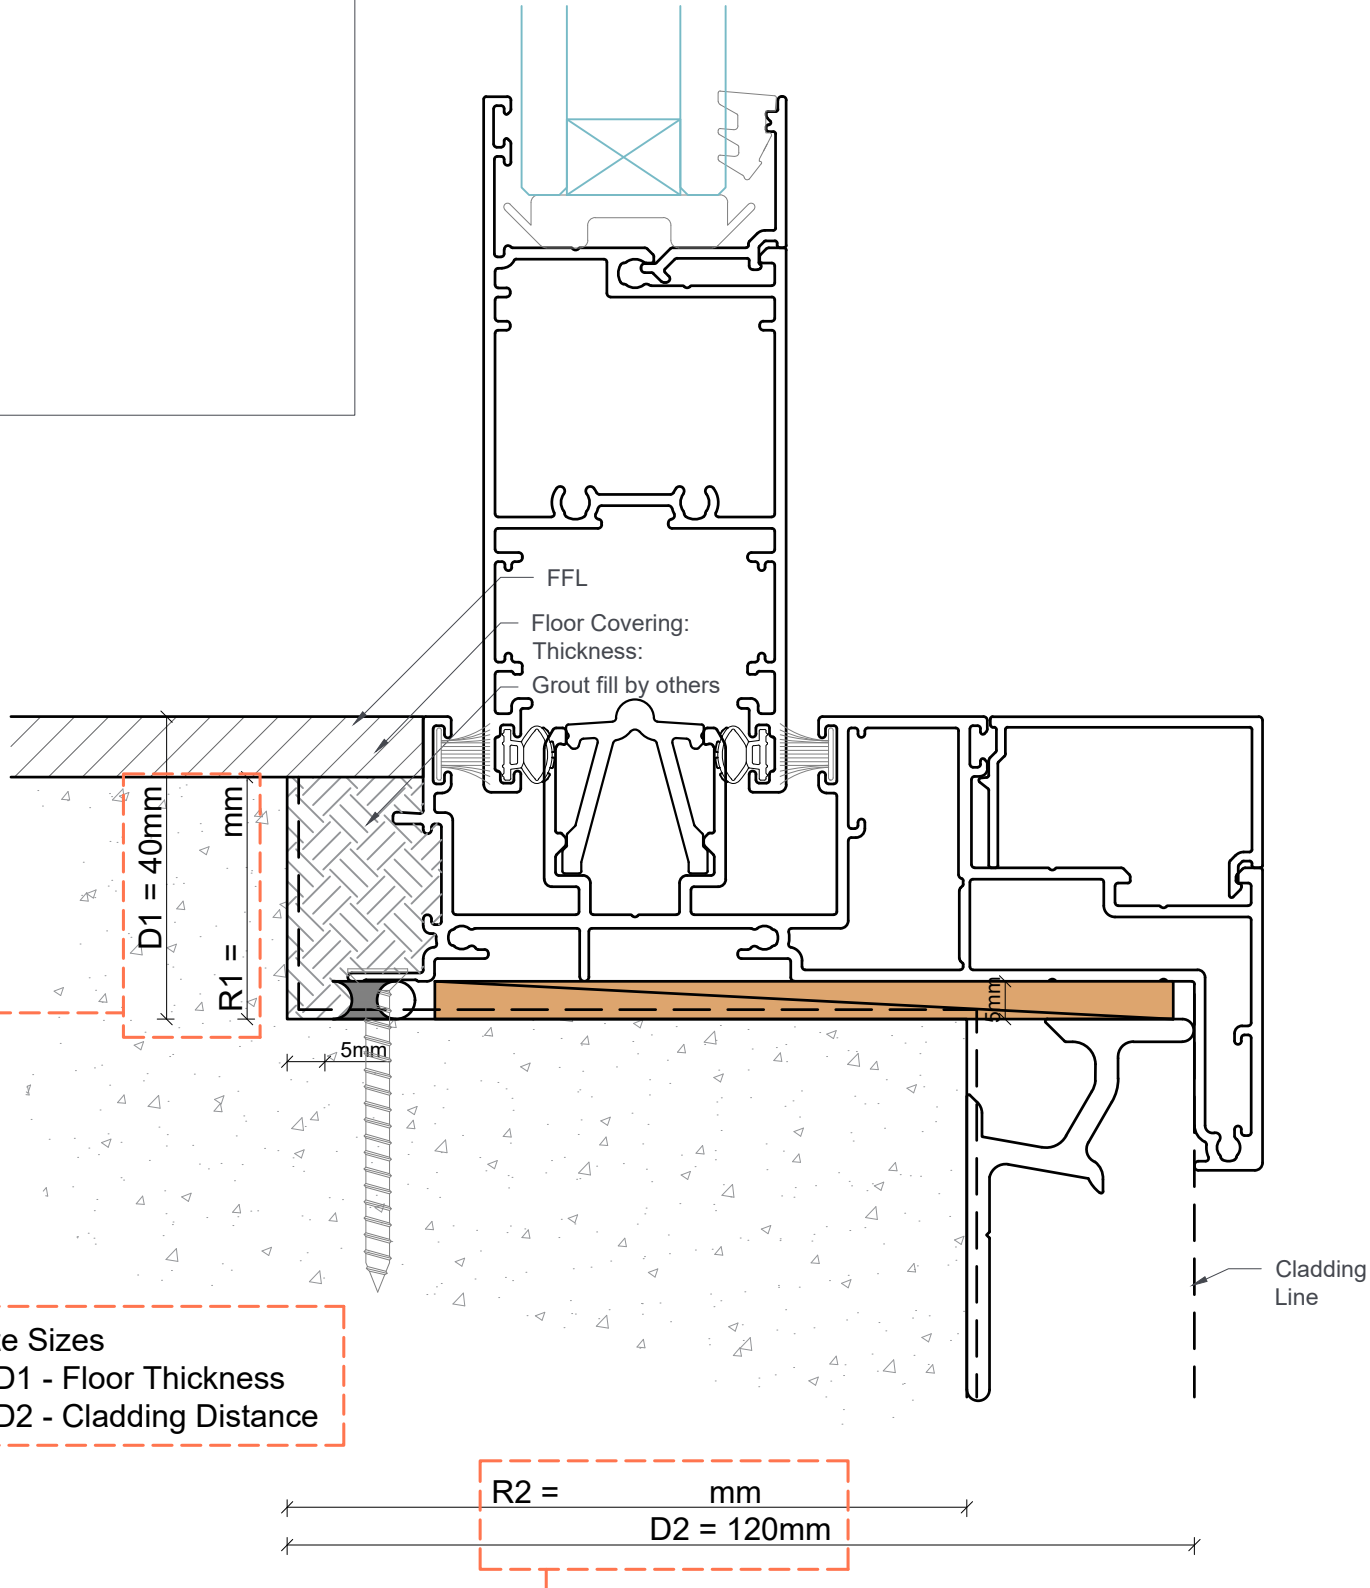 FFL
Floor Covering:
Thickness:
Grout fill by others
D1 = 40mm
R1 = mm
5mm
5mm
Cladding
Line
te Sizes
D1 - Floor Thickness
D2 - Cladding Distance
R2 = mm
D2 = 120mm